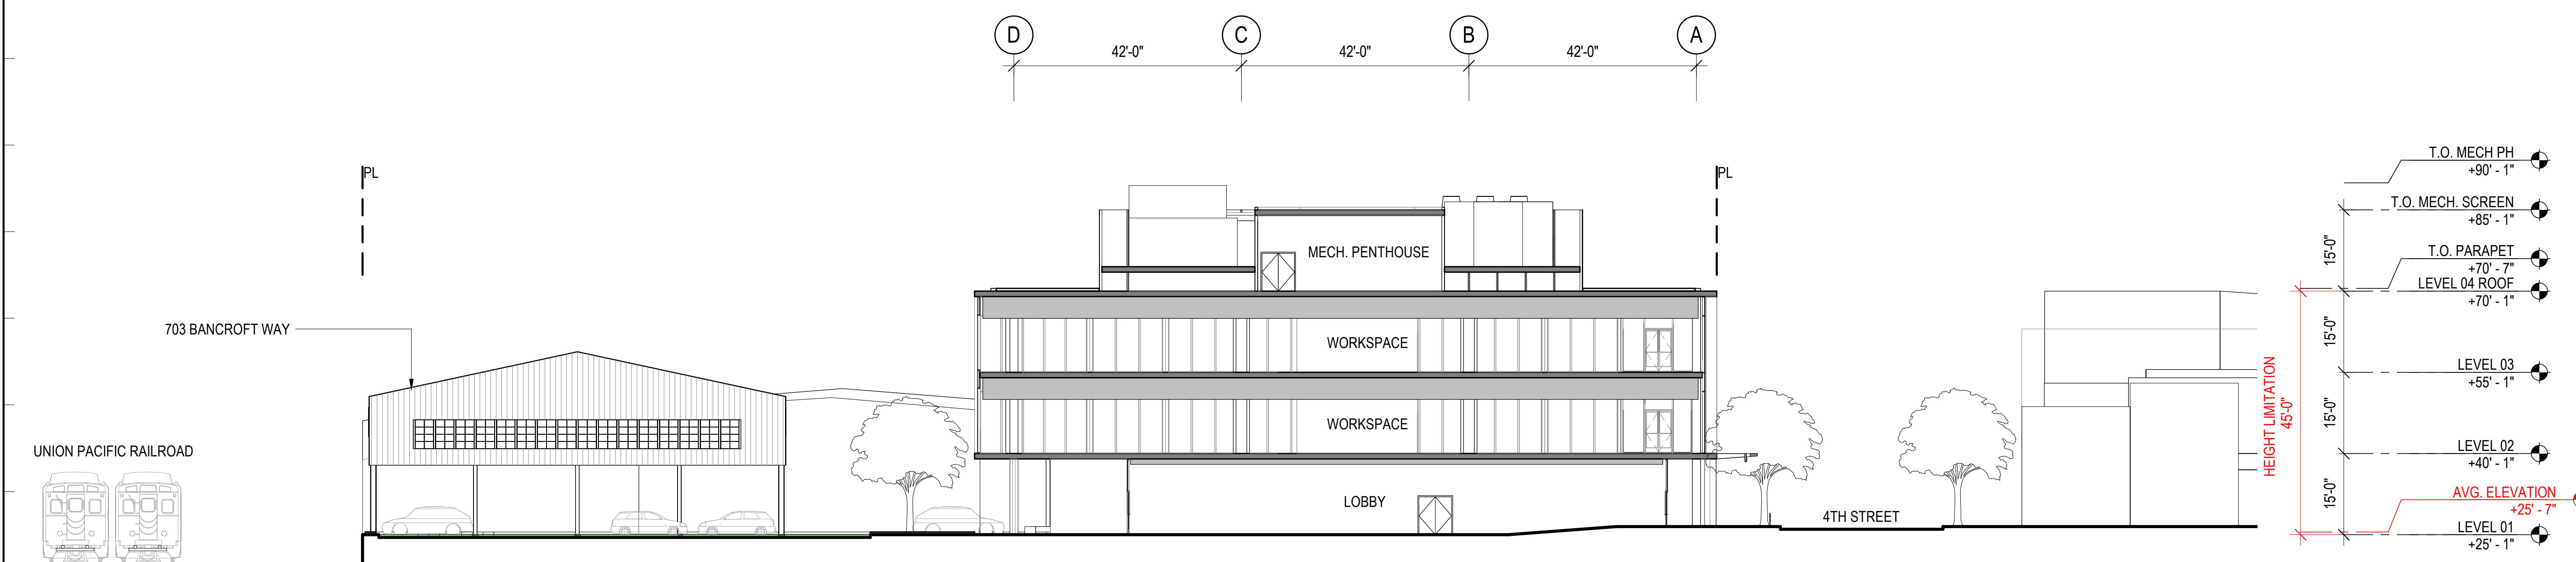 D
C
B
A
42'-0"
42'-0"
42'-0"
PL
PL
T.O. MECH PH
+90' - 1"
T.O. MECH. SCREEN
+85' - 1"
T.O. PARAPET
+70' - 7"
LEVEL 04 ROOF
+70' - 1"
LEVEL 03
+55' - 1"
LEVEL 02
+40' - 1"
AVG. ELEVATION
+25' - 7"
LEVEL 01
+25' - 1"
15'-0"
15'-0"
15'-0"
15'-0"
HEIGHT LIMITATION
45'-0"
MECH. PENTHOUSE
WORKSPACE
WORKSPACE
LOBBY
703 BANCROFT WAY
UNION PACIFIC RAILROAD
4TH STREET